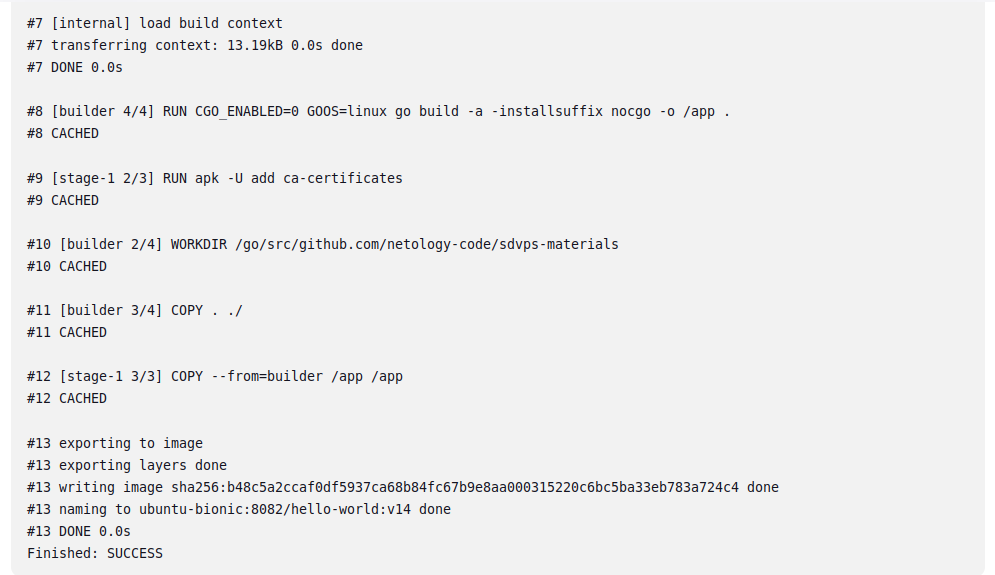 #7 [internal] load build context
#7 transferring context: 13.19kB 0.0s done
#7 DONE 0.0s
#8 [builder 4/4] RUN CGO_ENABLED=0 GOOS=linux go build -a -installsuffix nocgo -o /app .
#8 CACHED
#9 [stage-1 2/3] RUN apk -U add ca-certificates
#9 CACHED
#10 [builder 2/4] WORKDIR /go/src/github.com/netology-code/sdvps-materials
#10 CACHED
#11 [builder 3/4] COPY . ./
#11 CACHED
#12 [stage-1 3/3] COPY --from=builder /app /app
#12 CACHED
#13 exporting to image
#13 exporting layers done
#13 writing image sha256:b48c5a2ccaf0df5937ca68b84fc67b9e8aa000315220c6bc5ba33eb783a724c4 done
#13 naming to ubuntu-bionic:8082/hello-world:v14 done
#13 DONE 0.0s
Finished: SUCCESS